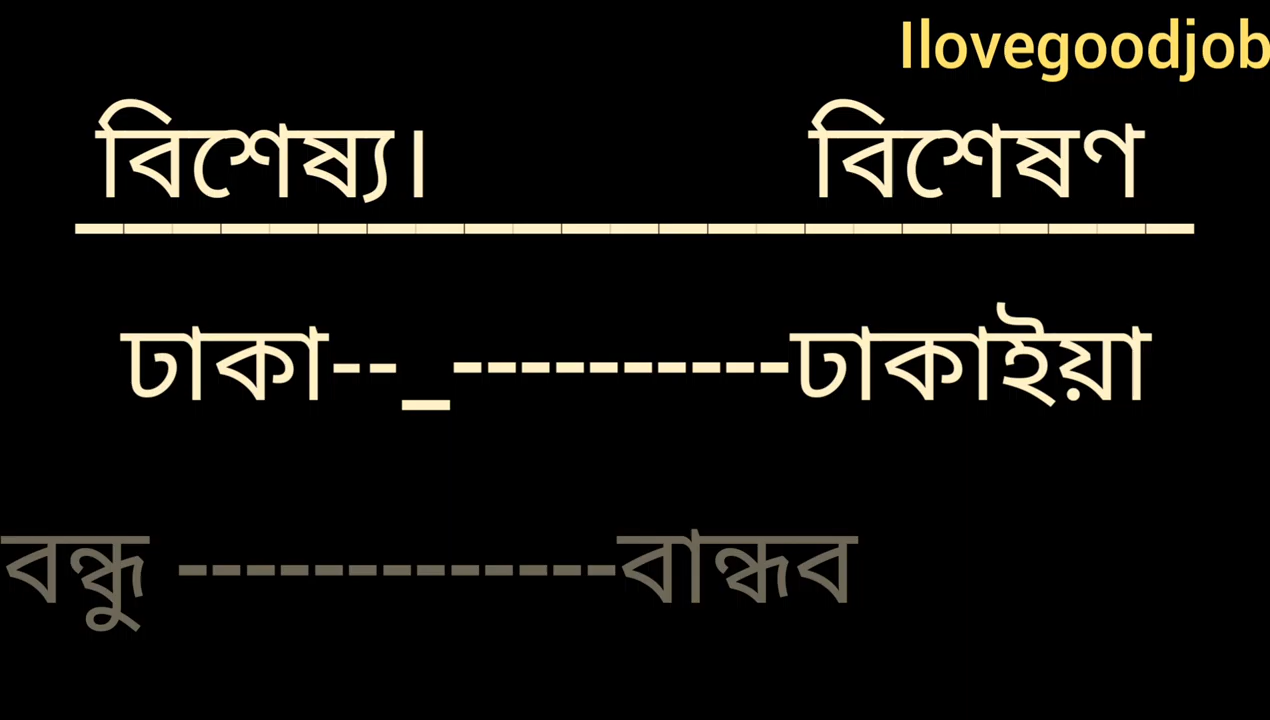 Ilovegoodjob
বিশেষ্য। বিশেষণ
ঢাকা--_----------ঢাকাইয়া
বন্ধু -------------বান্ধব